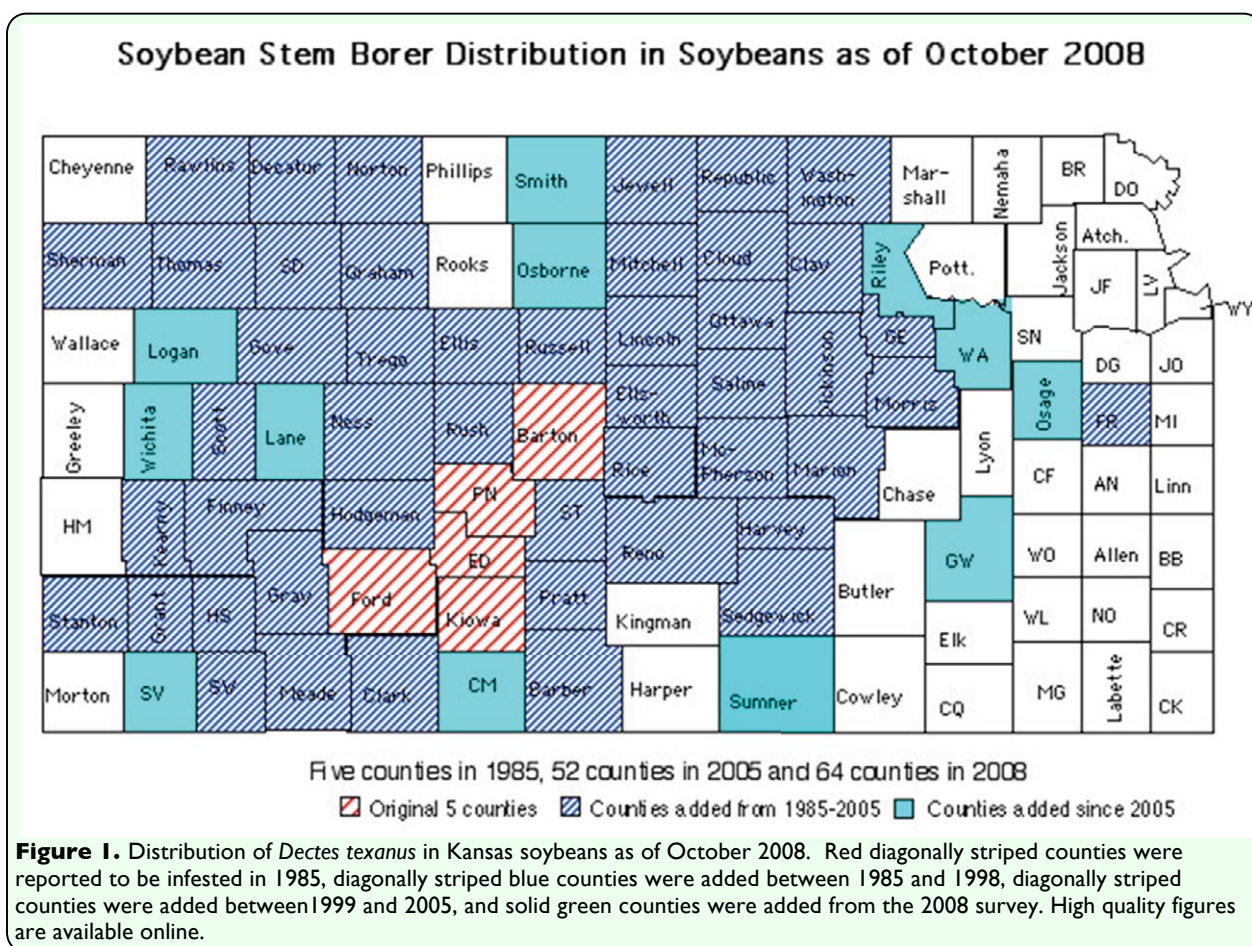 Soybean Stem Borer Distribution in Soybeans as of October 2008
Cheyenne Rawlins Decatur Norton Phillips Smith Jewell Republic Wash-ington Mar-shall Nemaha BR DO
Sherman Thomas SD Graham Rooks Osborne Mitchell Cloud Clay Riley Pott. Jackson Atch. JF LV WY
Wallace Logan Gove Trego Ellis Russell Lincoln Ottawa Saline Dickinson GE WA SN DG JO
Greeley Wichita Scott Lane Ness Rush Barton Ells-worth Morris Lyon Osage FR MI
HM Kearny Finney Hodgeman PN ST Rice Mc-Pherson Marion Chase CF AN Linn
Stanton Grant HS Gray Ford ED Kiowa Pratt Reno Harvey Sedgewick Kingman Butler GW WO Allen BB
Elk WL NO CR
Morton SV SW Meade Clark CM Barber Harper Sumner Cowley CQ MG Labette CK
Five counties in 1985, 52 counties in 2005 and 64 counties in 2008
Original 5 counties Counties added from 1985-2005 Counties added since 2005
Figure 1. Distribution of Dectes texanus in Kansas soybeans as of October 2008. Red diagonally striped counties were
reported to be infested in 1985, diagonally striped blue counties were added between 1985 and 1998, diagonally striped
counties were added between1999 and 2005, and solid green counties were added from the 2008 survey. High quality figures
are available online.